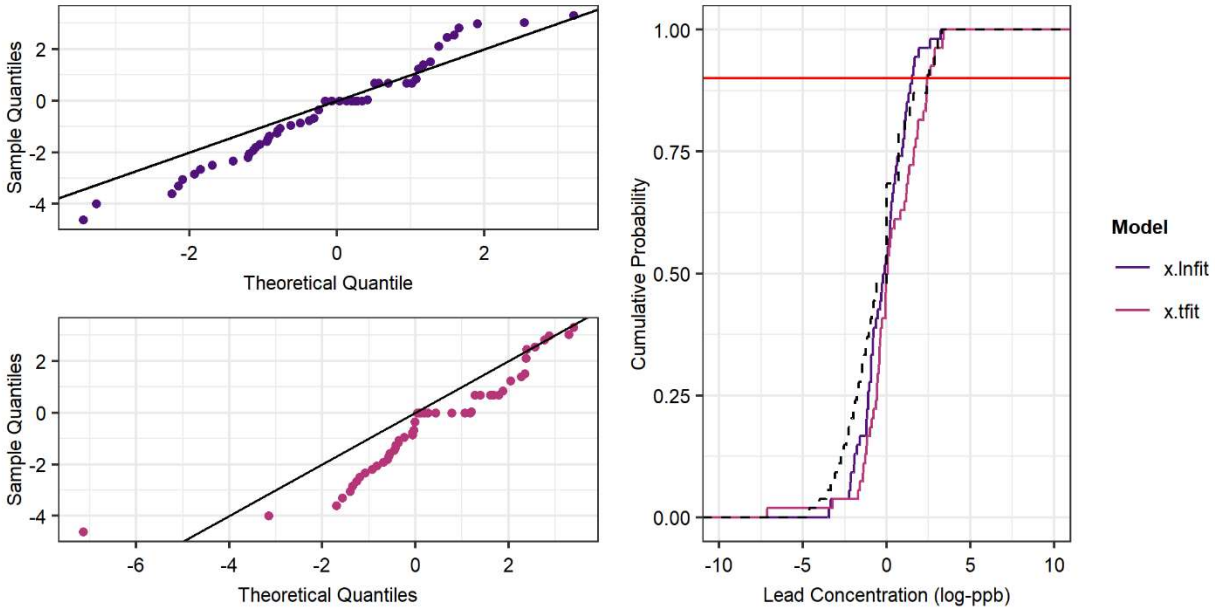 Sample Quantiles
2
0
-2
-4
-2
0
2
Theoretical Quantile
Sample Quantiles
2
0
-2
-4
-6
-4
-2
0
2
Theoretical Quantiles
Cumulative Probability
1.00
0.75
0.50
0.25
0.00
-10
-5
0
5
10
Lead Concentration (log-ppb)
Model
x.lnfit
x.tfit